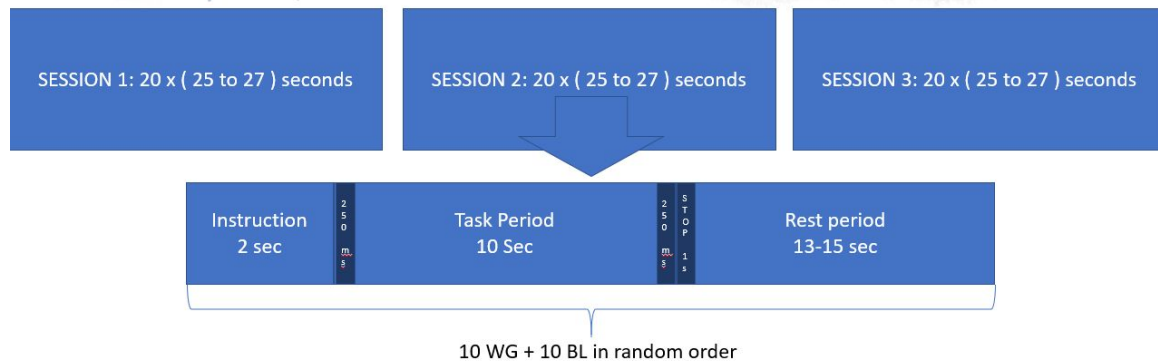 SESSION 1: 20 x ( 25 to 27 ) seconds
SESSION 2: 20 x ( 25 to 27 ) seconds
SESSION 3: 20 x ( 25 to 27 ) seconds
Instruction
2 sec
250 ms
Task Period
10 Sec
250 ms
STOP 1s
Rest period
13-15 sec
10 WG + 10 BL in random order